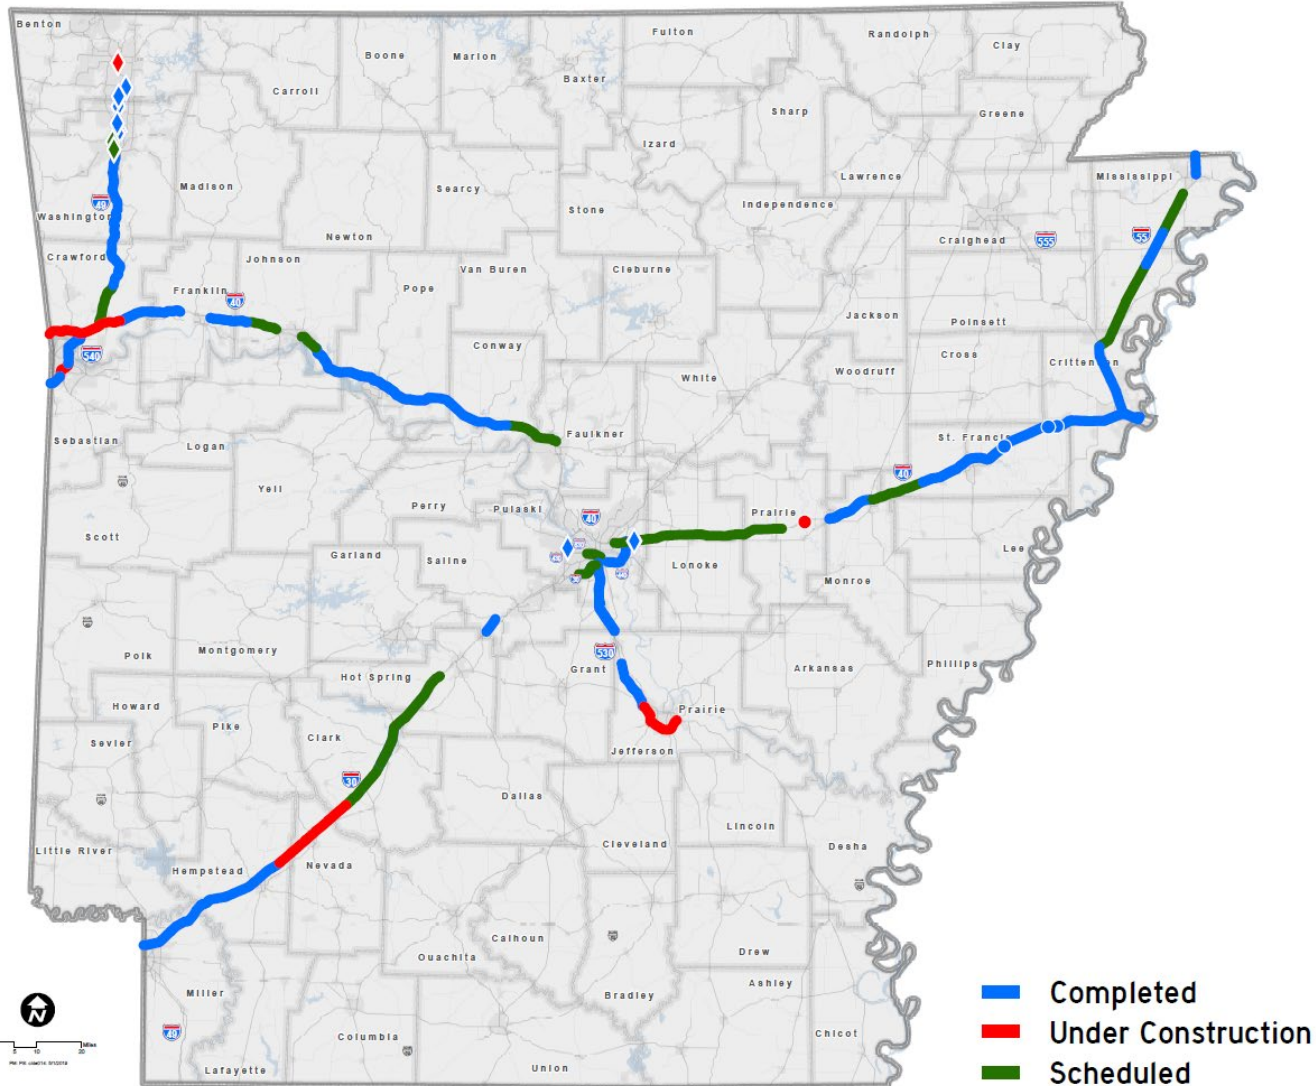 Benton
Boone
Marion
Fulton
Randolph
Clay
Baxter
Carroll
Sharp
Greene
Izard
Lawrence
Mississippi
Madison
Searcy
Stone
Independence
49
Washington
Newton
Craighead
555
55
Crawford
Johnson
Van Buren
Cleburne
Franklin
40
Pope
Jackson
Poinsett
540
Conway
Cross
Crittenden
White
Woodruff
Sebastian
Logan
Faulkner
St. Francis
40
Yell
Perry
Pulaski
40
Prairie
Scott
Garland
Saline
Lonoke
Lee
Monroe
Polk
Montgomery
530
Grant
Arkansas
Phillips
Hot Spring
Howard
Pike
Prairie
Sevier
Clark
Jefferson
30
Dallas
Lincoln
Little River
Hempstead
Nevada
Cleveland
Desha
Calhoun
Ouachita
Drew
Ashley
Miller
Bradley
49
Columbia
Chicot
Lafayette
Union
N
5 10 20 Miles
Completed
Under Construction
Scheduled